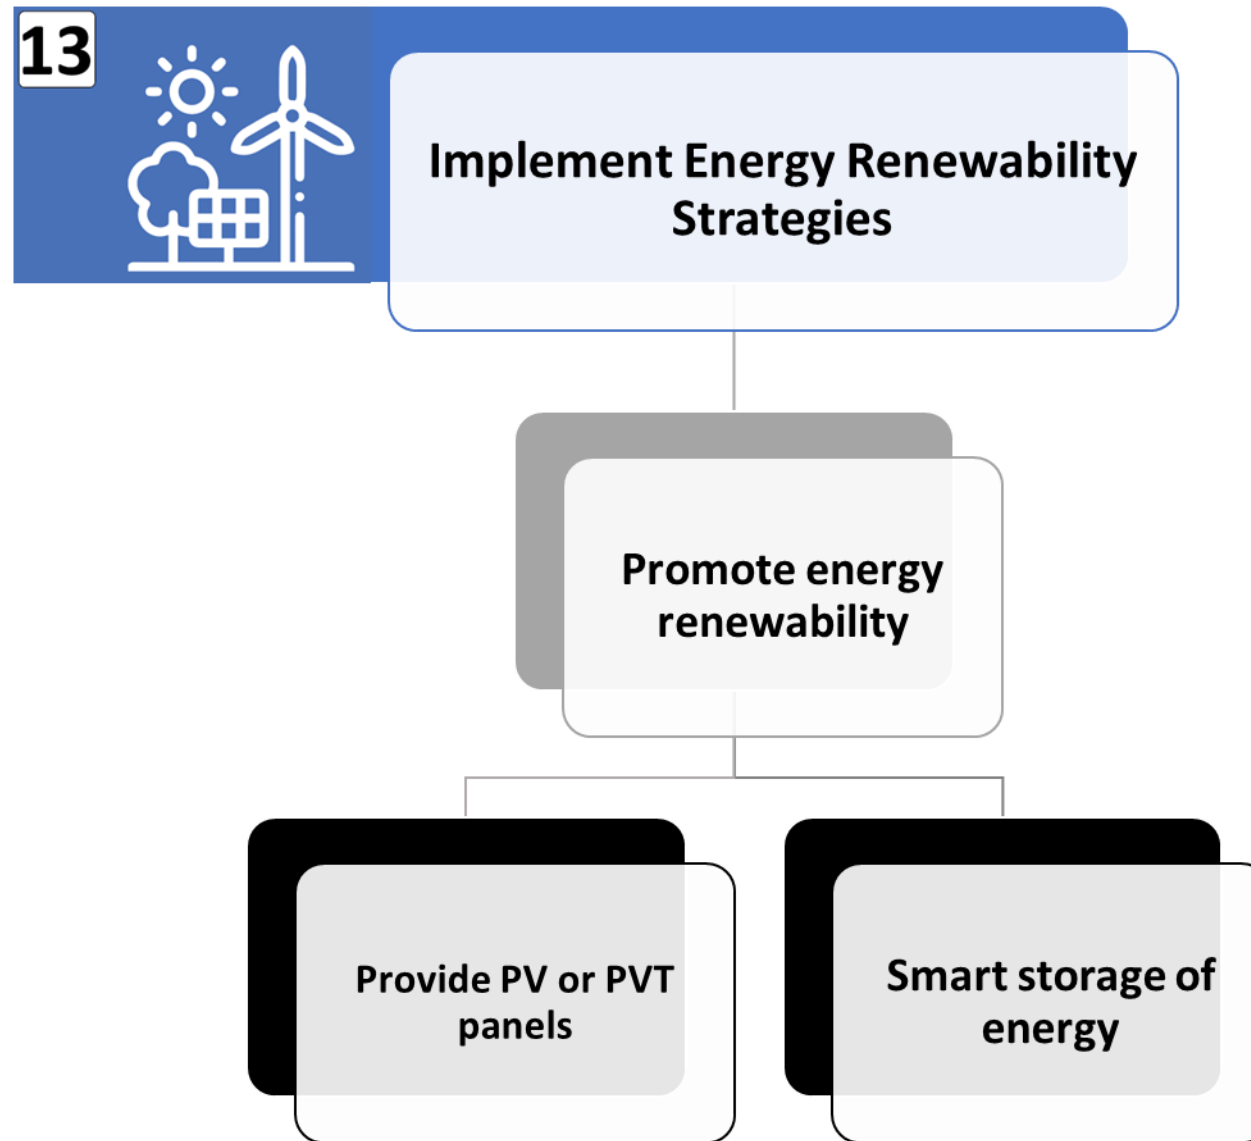 13
Implement Energy Renewability
Strategies
Promote energy
renewability
Provide PV or PVT
panels
Smart storage of
energy